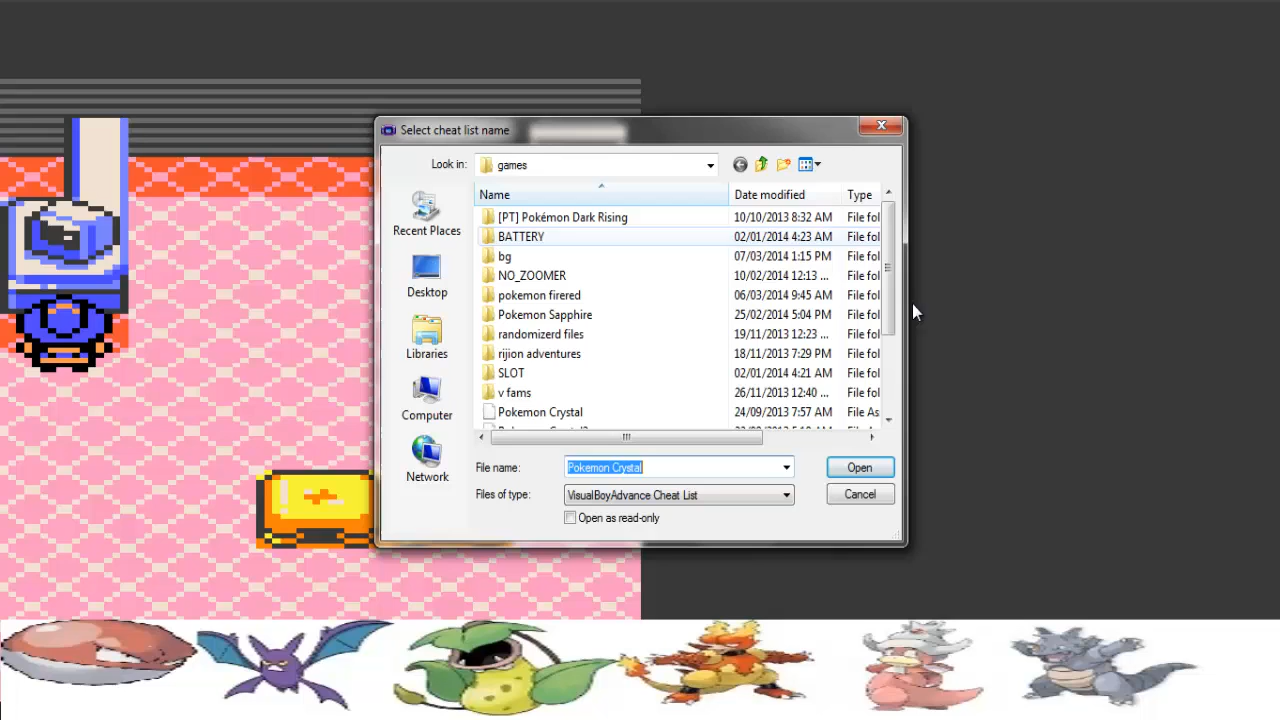 Select cheat list name
Look in: games
Name Date modified Type
[PT] Pokémon Dark Rising 10/10/2013 8:32 AM File fol
BATTERY 02/01/2014 4:23 AM File fol
bg 07/03/2014 1:15 PM File fol
NO_ZOOMER 10/02/2014 12:13 ... File fol
pokemon firered 06/03/2014 9:45 AM File fol
Pokemon Sapphire 25/02/2014 5:04 PM File fol
randomizerd files 19/11/2013 12:23 ... File fol
rijion adventures 18/11/2013 7:29 PM File fol
SLOT 02/01/2014 4:21 AM File fol
v fams 26/11/2013 12:40 ... File fol
Pokemon Crystal 24/09/2013 7:57 AM File As
Recent Places
Desktop
Libraries
Computer
Network
File name: Pokemon Crystal Open
Files of type: VisualBoyAdvance Cheat List Cancel
Open as read-only